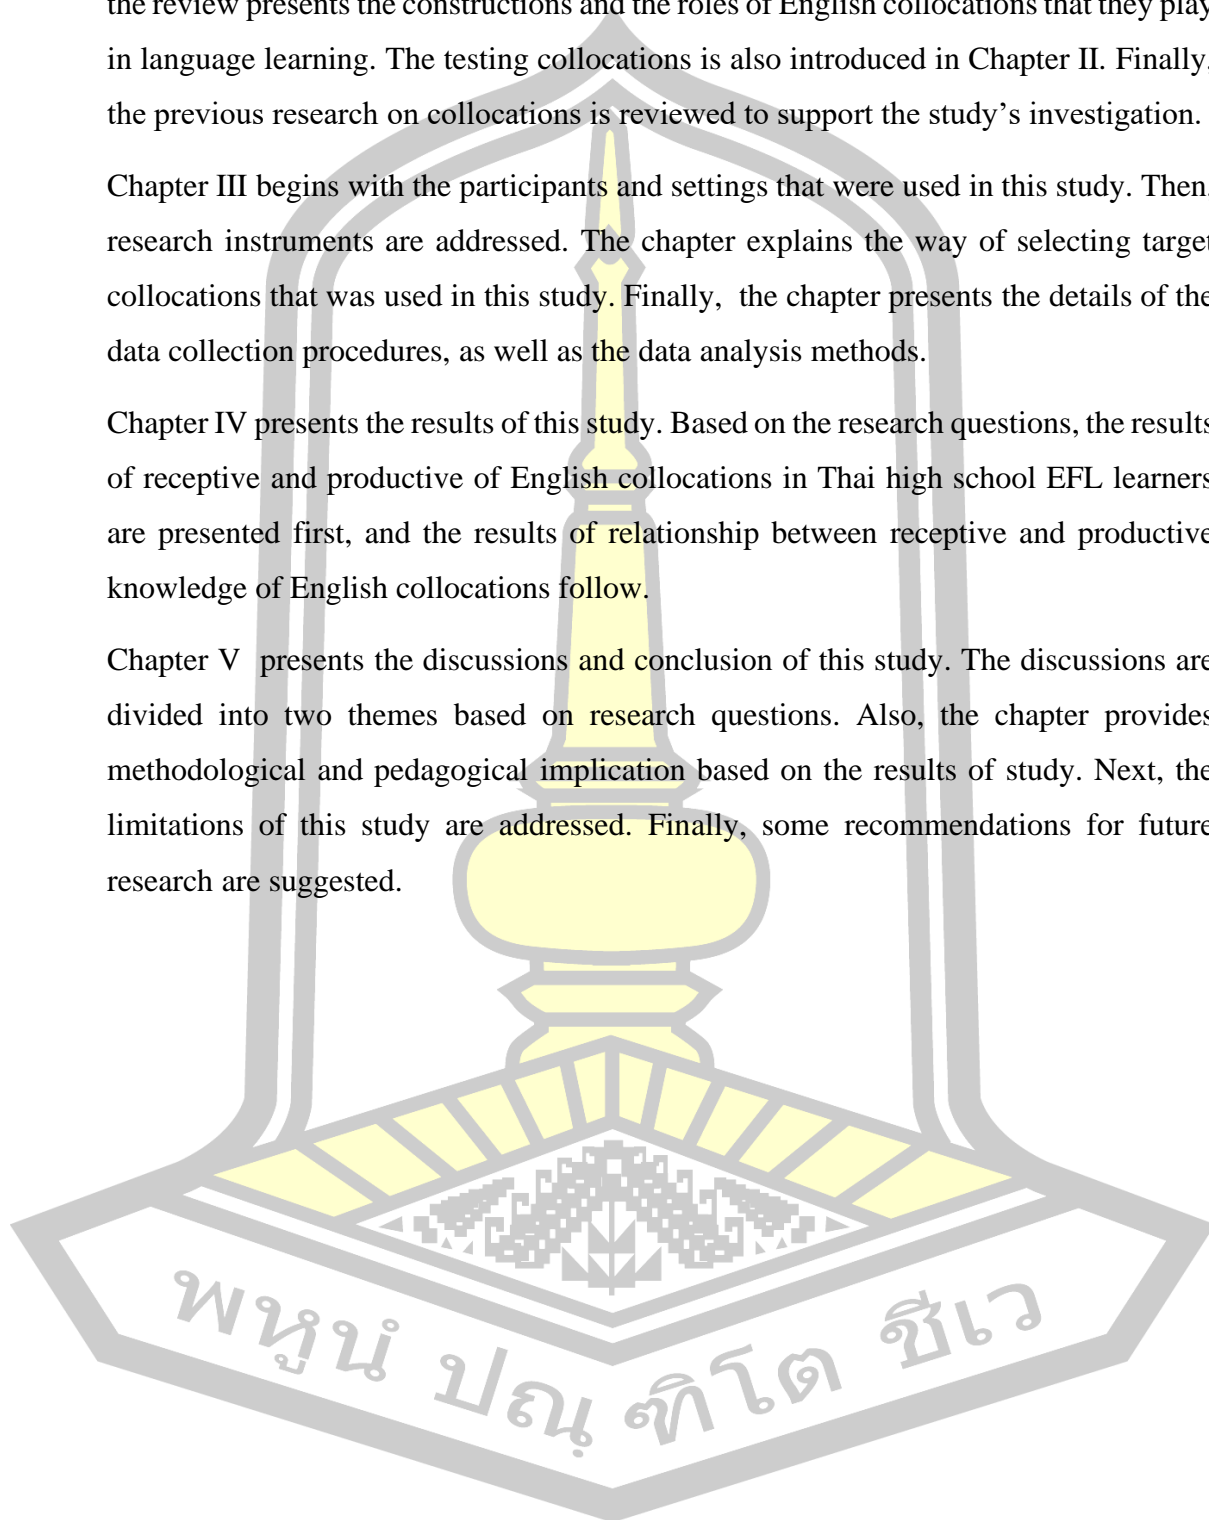 the review presents the constructions and the roles of English collocations that they play
in language learning. The testing collocations is also introduced in Chapter II. Finally,
the previous research on collocations is reviewed to support the study’s investigation.
Chapter III begins with the participants and settings that were used in this study. Then,
research instruments are addressed. The chapter explains the way of selecting target
collocations that was used in this study. Finally, the chapter presents the details of the
data collection procedures, as well as the data analysis methods.
Chapter IV presents the results of this study. Based on the research questions, the results
of receptive and productive of English collocations in Thai high school EFL learners
are presented first, and the results of relationship between receptive and productive
knowledge of English collocations follow.
Chapter V presents the discussions and conclusion of this study. The discussions are
divided into two themes based on research questions. Also, the chapter provides
methodological and pedagogical implication based on the results of study. Next, the
limitations of this study are addressed. Finally, some recommendations for future
research are suggested.
พหูนํ ปณฺ ฑิโต ชีเว